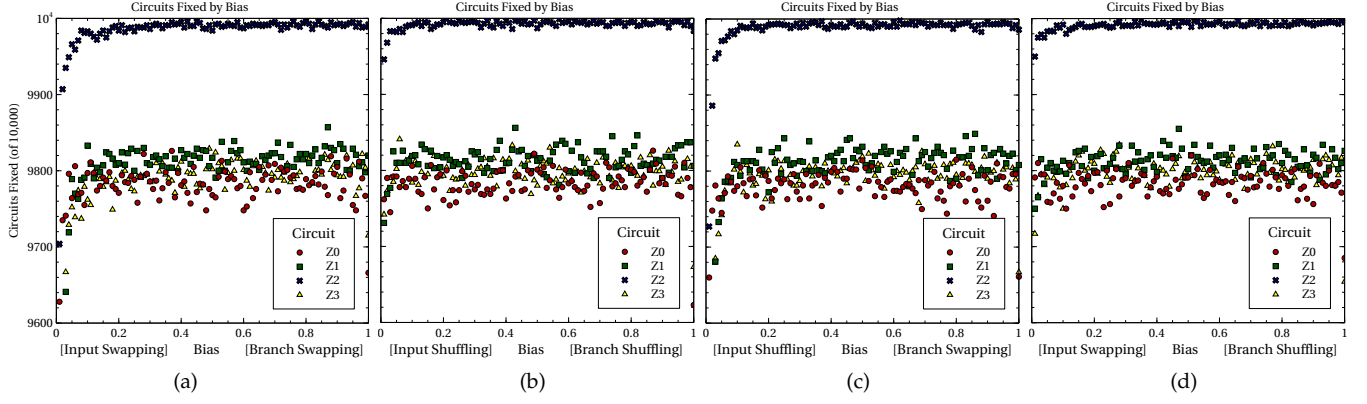 Circuits Fixed by Bias
Circuits Fixed by Bias
Circuits Fixed by Bias
Circuits Fixed by Bias
Circuits Fixed (of 10,000)
10⁴
9900
9800
9700
9600
Circuit
Z0
Z1
Z2
Z3
0 0.2 0.4 0.6 0.8 1
[Input Swapping] Bias [Branch Swapping]
(a)
Circuit
Z0
Z1
Z2
Z3
0 0.2 0.4 0.6 0.8 1
[Input Shuffling] Bias [Branch Shuffling]
(b)
Circuit
Z0
Z1
Z2
Z3
0 0.2 0.4 0.6 0.8 1
[Input Shuffling] Bias [Branch Swapping]
(c)
Circuit
Z0
Z1
Z2
Z3
0 0.2 0.4 0.6 0.8 1
[Input Swapping] Bias [Branch Shuffling]
(d)